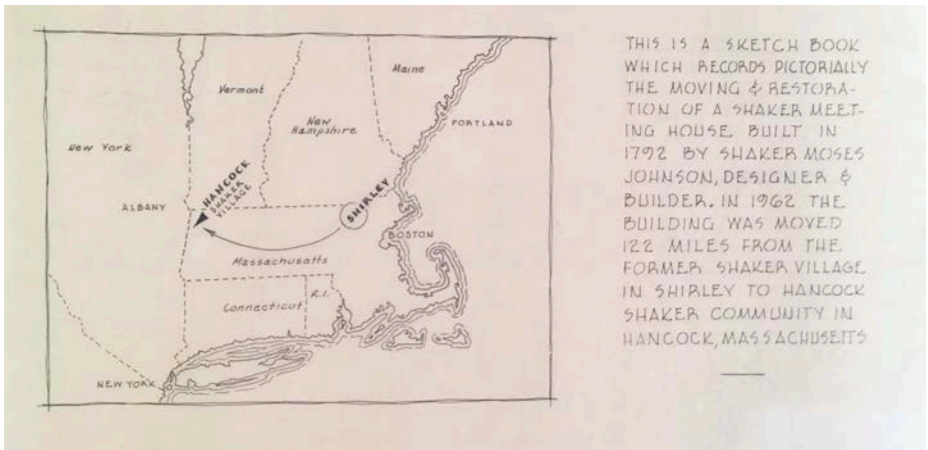 Maine
Vermont
New
Hampshire
PORTLAND
New York
HANCOCK
SHAKER
VILLAGE
SHIRLEY
ALBANY
BOSTON
Massachusetts
Connecticut
R.I.
NEW YORK
THIS IS A SKETCH BOOK
WHICH RECORDS PICTORIALLY
THE MOVING & RESTORA-
TION OF A SHAKER MEET-
ING HOUSE BUILT IN
1792 BY SHAKER MOSES
JOHNSON, DESIGNER &
BUILDER. IN 1962 THE
BUILDING WAS MOVED
122 MILES FROM THE
FORMER SHAKER VILLAGE
IN SHIRLEY TO HANCOCK
SHAKER COMMUNITY IN
HANCOCK, MASSACHUSETTS